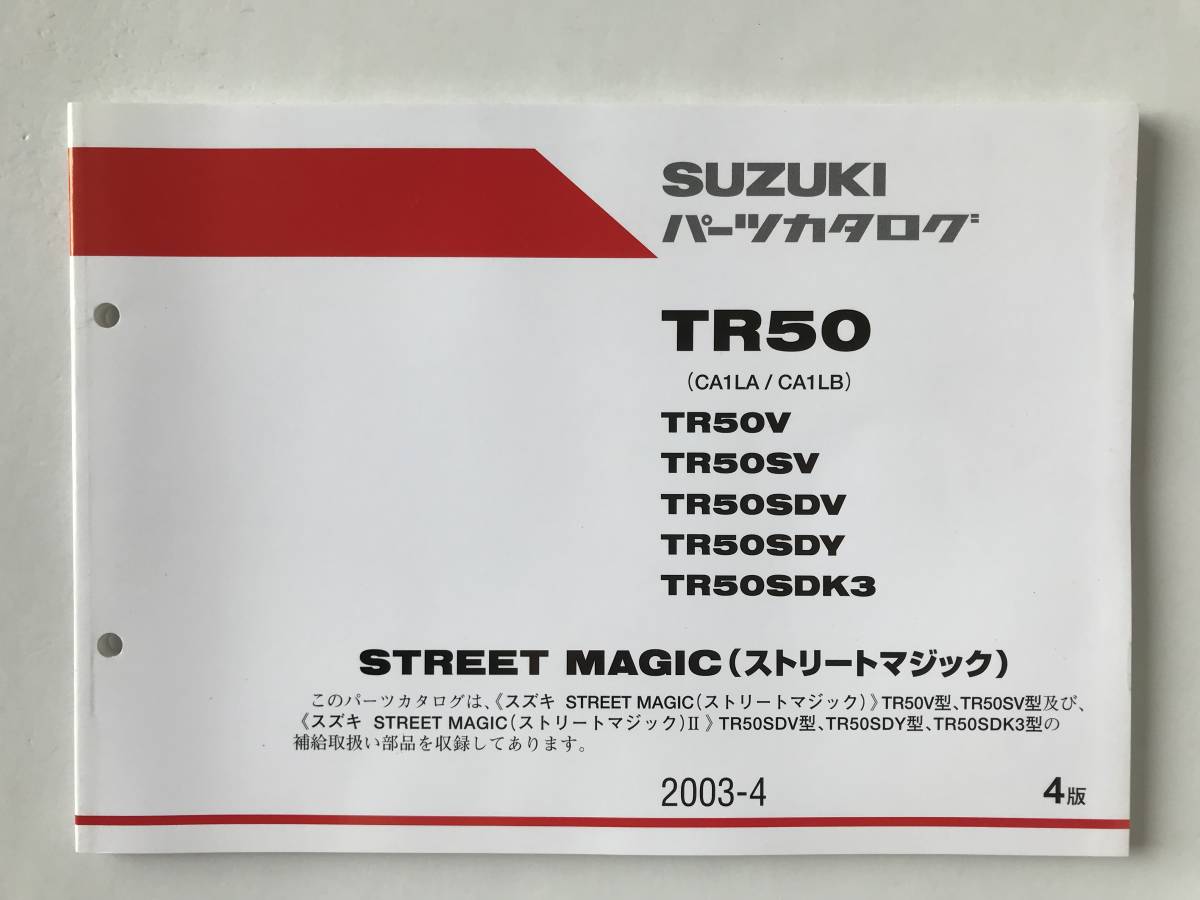 SUZUKI
パーツカタログ
TR50
(CA1LA / CA1LB)
TR50V
TR50SV
TR50SDV
TR50SDY
TR50SDK3
STREET MAGIC(ストリートマジック)
このパーツカタログは、《スズキ STREET MAGIC(ストリートマジック)》TR50V型、TR50SV型及び、
《スズキ STREET MAGIC(ストリートマジック)II》TR50SDV型、TR50SDY型、TR50SDK3型の
補給取扱い部品を収録してあります。
2003-4 4版